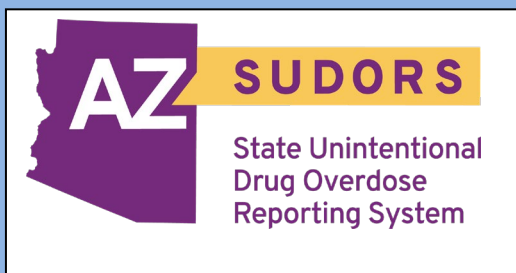 AZ
SUDORS
State Unintentional
Drug Overdose
Reporting System